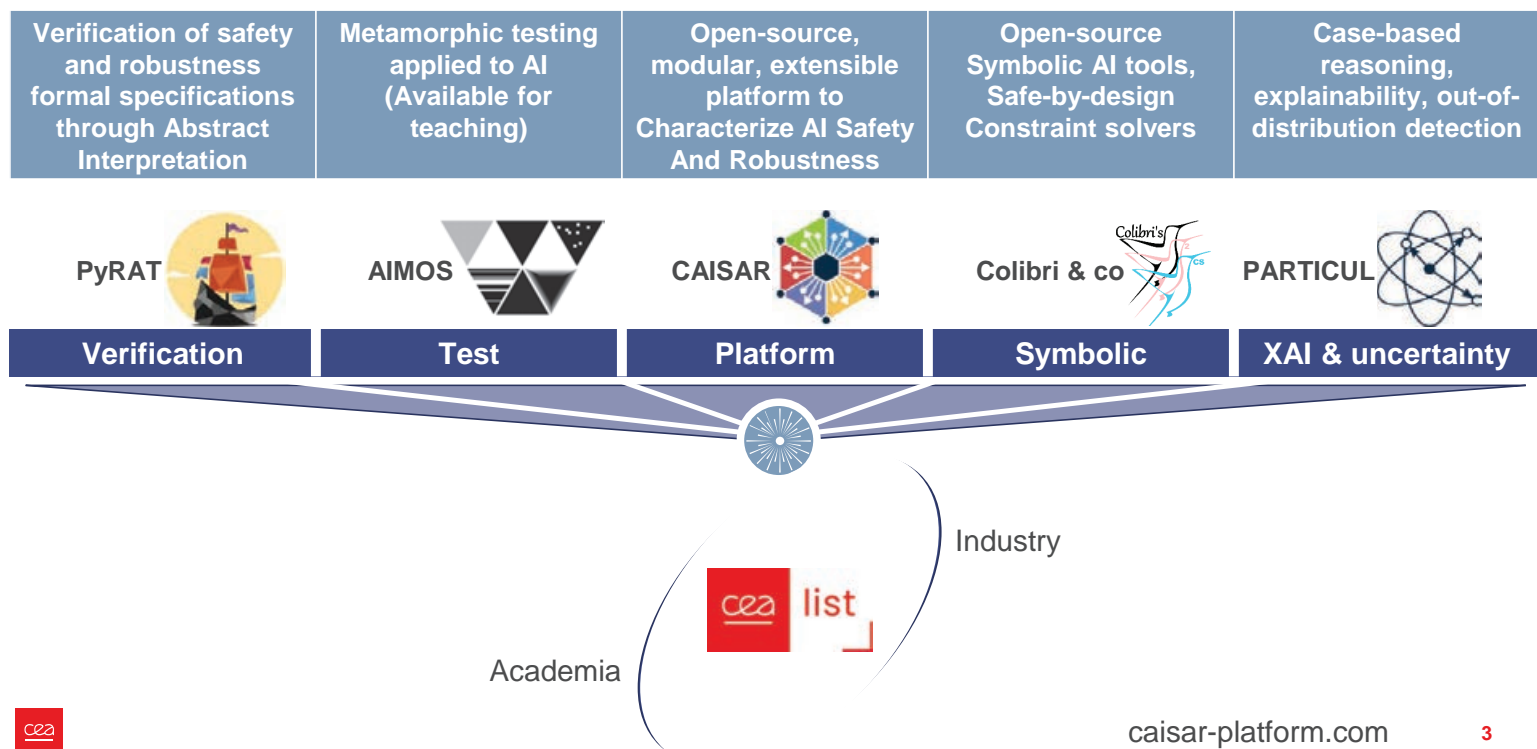 Verification of safety
and robustness
formal specifications
through Abstract
Interpretation
Metamorphic testing
applied to AI
(Available for
teaching)
Open-source,
modular, extensible
platform to
Characterize AI Safety
And Robustness
Open-source
Symbolic AI tools,
Safe-by-design
Constraint solvers
Case-based
reasoning,
explainability, out-of-
distribution detection
PyRAT
AIMOS
CAISAR
Colibri & co
Colibri's
2
CS
PARTICUL
Verification
Test
Platform
Symbolic
XAI & uncertainty
Industry
cea list
Academia
cea
caisar-platform.com
3